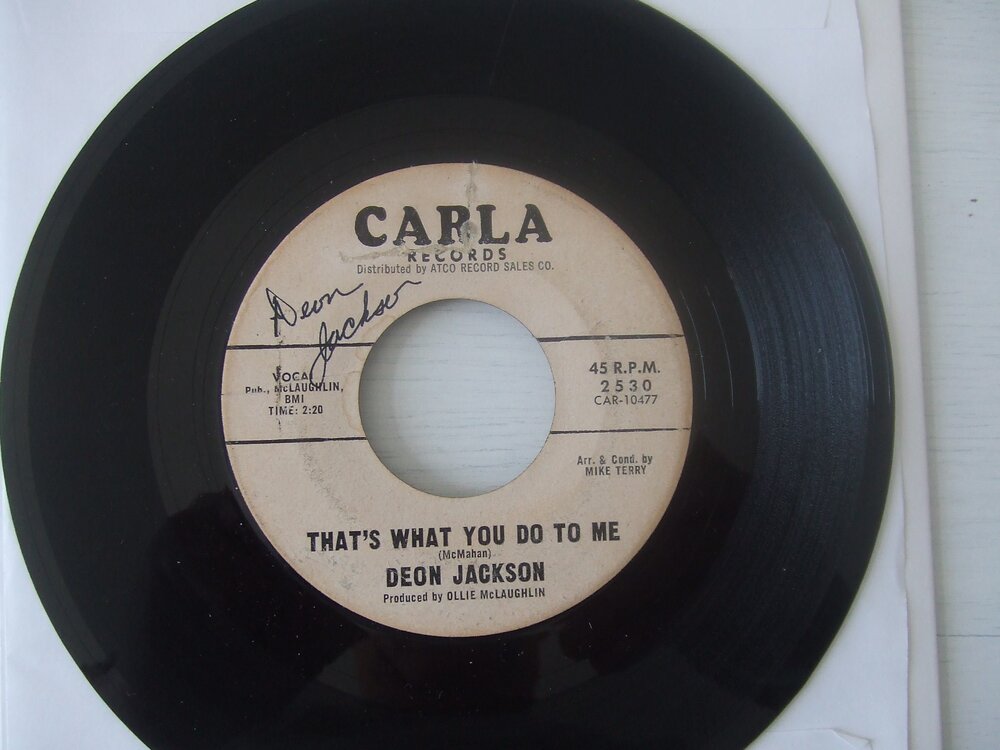 CARLA
RECORDS
Distributed by ATCO RECORD SALES CO.
Deon
Jackson
VOCAL
Pub., McLAUGHLIN,
BMI
TIME: 2:20
45 R.P.M.
2530
CAR-10477
Arr. & Cond. by
MIKE TERRY
THAT'S WHAT YOU DO TO ME
(McMahan)
DEON JACKSON
Produced by OLLIE McLAUGHLIN